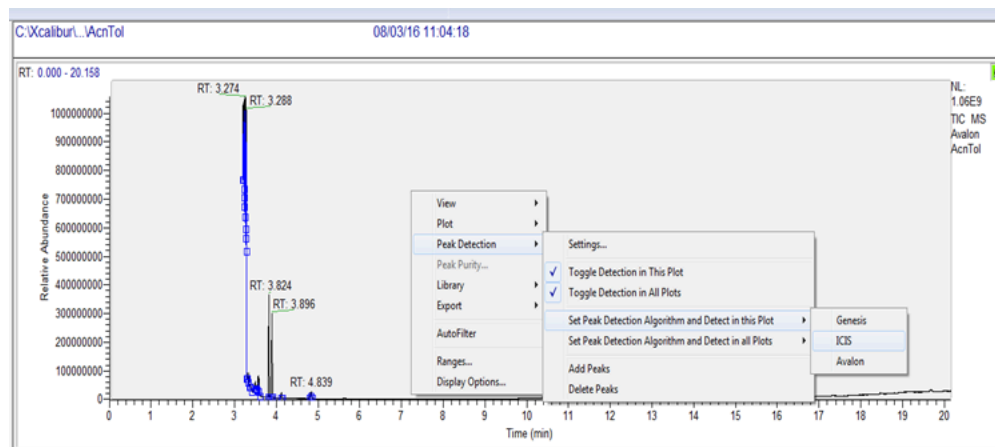 C:\Xcalibur\...\AcnTol 08/03/16 11:04:18
RT: 0.000 - 20.158
NL:
1.06E9
TIC MS
Avalon
AcnTol
RT: 3.274
RT: 3.288
RT: 3.824
RT: 3.896
RT: 4.839
Relative Abundance
1000000000
900000000
800000000
700000000
600000000
500000000
400000000
300000000
200000000
100000000
0
0 1 2 3 4 5 6 7 8 9 10 11 12 13 14 15 16 17 18 19 20
Time (min)
View
Plot
Peak Detection
Peak Purity...
Library
Export
AutoFilter
Ranges...
Display Options...
Settings...
Toggle Detection in This Plot
Toggle Detection in All Plots
Set Peak Detection Algorithm and Detect in this Plot
Set Peak Detection Algorithm and Detect in all Plots
Add Peaks
Delete Peaks
Genesis
ICIS
Avalon